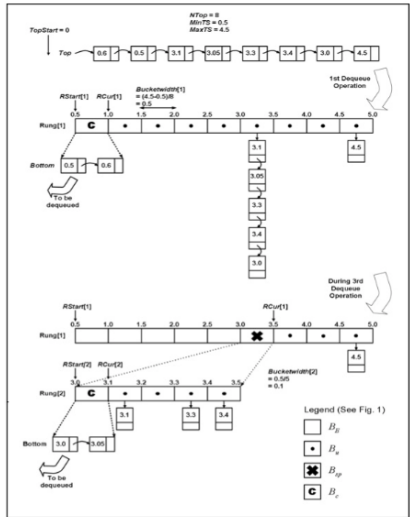 NTop = 8
MinTS = 0.5
MaxTS = 4.5
TopStart = 0
Top
0.6 0.5 3.1 3.05 3.3 3.4 3.0 4.5
1st Dequeue
Operation
RStart[1] RCur[1]
Bucketwidth[1]
= (4.5-0.5)/8
= 0.5
0.5 1.0 1.5 2.0 2.5 3.0 3.5 4.0 4.5 5.0
Rung[1] C
3.1 4.5
3.05
3.3
3.4
3.0
Bottom 0.5 0.6
To be
dequeued
During 3rd
Dequeue
Operation
RStart[1] RCur[1]
0.5 1.0 1.5 2.0 2.5 3.0 3.5 4.0 4.5 5.0
Rung[1]
4.5
RStart[2] RCur[2]
Bucketwidth[2]
= 0.5/5
= 0.1
3.0 3.1 3.2 3.3 3.4 3.5
Rung[2] C
3.1 3.3 3.4
Bottom 3.0 3.05
To be
dequeued
Legend (See Fig. 1)
B_E
B_n
B_sp
C B_c